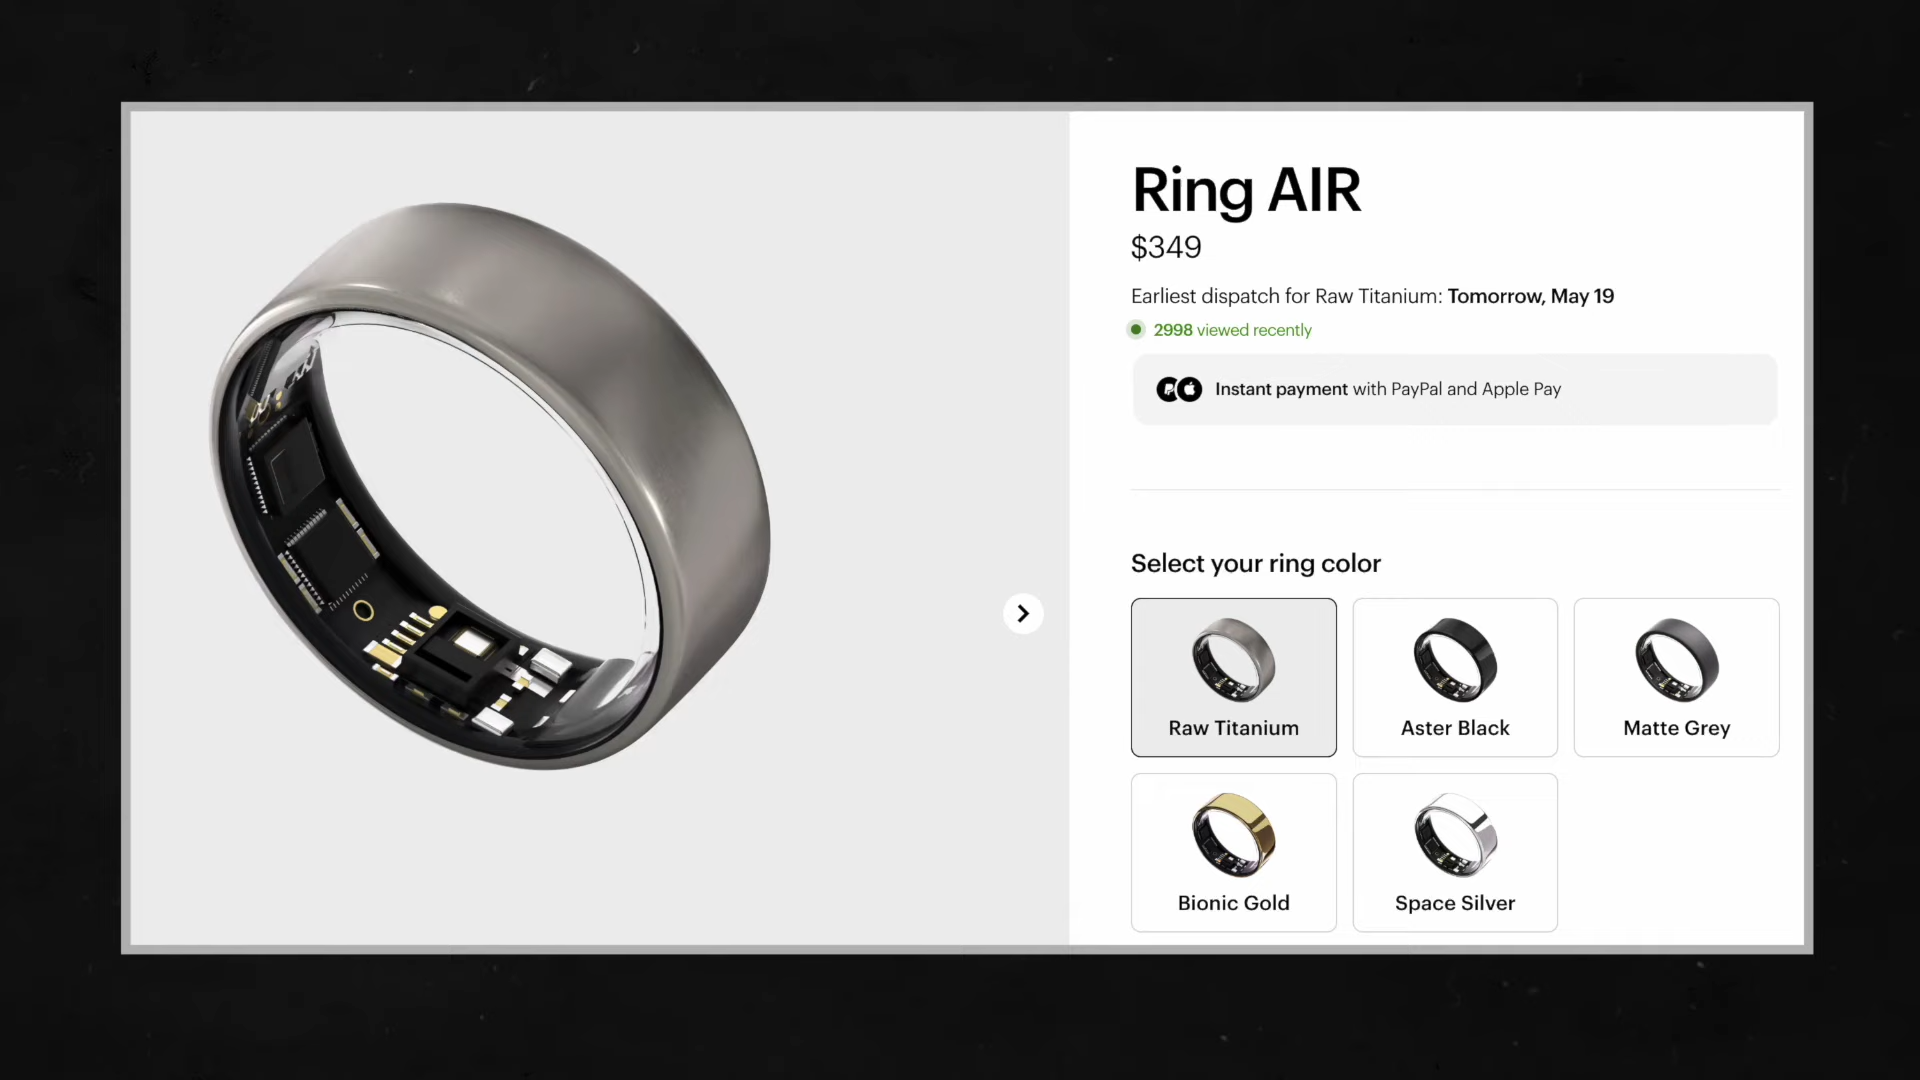 Ring AIR
$349
Earliest dispatch for Raw Titanium: Tomorrow, May 19
2998 viewed recently
Instant payment with PayPal and Apple Pay
Select your ring color
Raw Titanium
Aster Black
Matte Grey
Bionic Gold
Space Silver